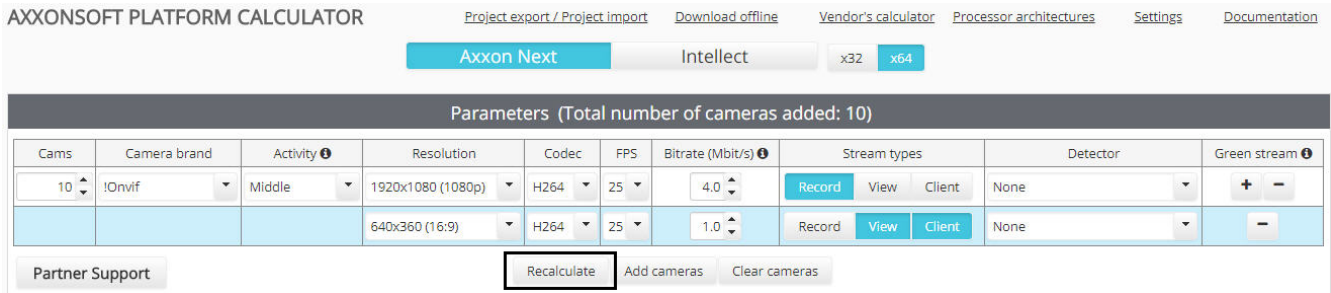 AXXONSOFT PLATFORM CALCULATOR Project export / Project import Download offline Vendor's calculator Processor architectures Settings Documentation
Axxon Next Intellect x32 x64
Parameters (Total number of cameras added: 10)
Cams Camera brand Activity Resolution Codec FPS Bitrate (Mbit/s) Stream types Detector Green stream
10 !Onvif Middle 1920x1080 (1080p) H264 25 4.0 Record View Client None + -
640x360 (16:9) H264 25 1.0 Record View Client None -
Partner Support Recalculate Add cameras Clear cameras